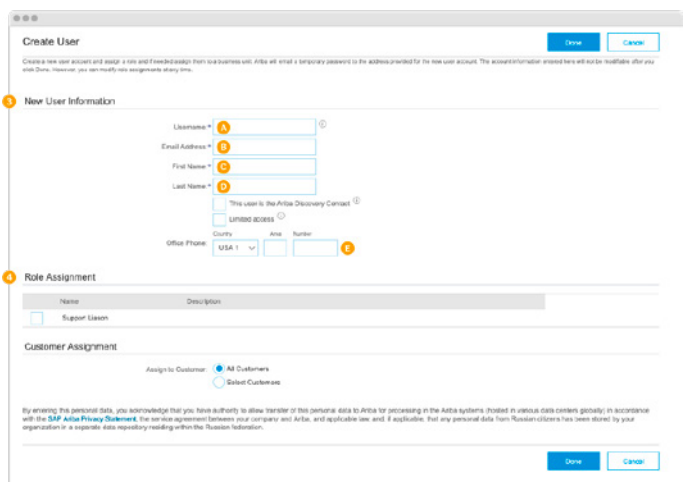 Create User
Done
Cancel
Create a new user account and assign a role and if needed assign them to a business unit. Ariba will email a temporary password to the address provided for the new user account. The account information entered here will not be modifiable after you
click Done. However, you can modify role assignments at any time.
3 New User Information
Username: * A
Email Address: * B
First Name: * C
Last Name: * D
This user is the Ariba Discovery Contact
Limited access
Country Area Number
Office Phone: USA 1 E
4 Role Assignment
Name Description
Support Liason
Customer Assignment
Assign to Customer: All Customers
Select Customers
By entering this personal data, you acknowledge that you have authority to allow transfer of this personal data to Ariba for processing in the Ariba systems (hosted in various data centers globally) in accordance
with the SAP Ariba Privacy Statement, the service agreement between your company and Ariba, and applicable law, and, if applicable, that any personal data from Russian citizens has been stored by your
organization in a separate data repository residing within the Russian federation.
Done
Cancel